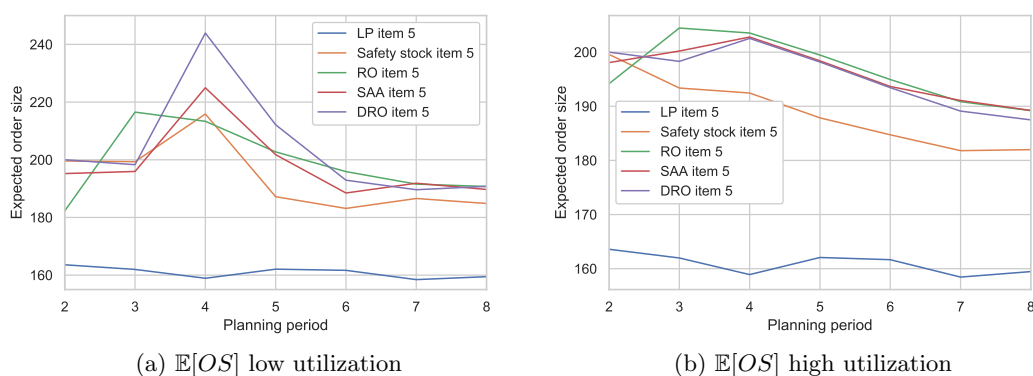 LP item 5
Safety stock item 5
RO item 5
SAA item 5
DRO item 5
Expected order size
240
220
200
180
160
2 3 4 5 6 7 8
Planning period
(a) 𝔼[OS] low utilization
LP item 5
Safety stock item 5
RO item 5
SAA item 5
DRO item 5
Expected order size
200
190
180
170
160
2 3 4 5 6 7 8
Planning period
(b) 𝔼[OS] high utilization